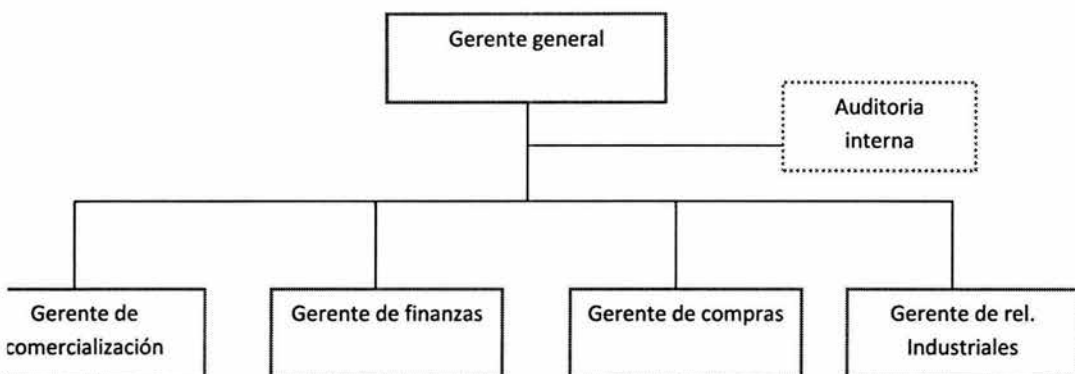 Gerente general
Auditoria
interna
Gerente de
comercialización
Gerente de finanzas
Gerente de compras
Gerente de rel.
Industriales